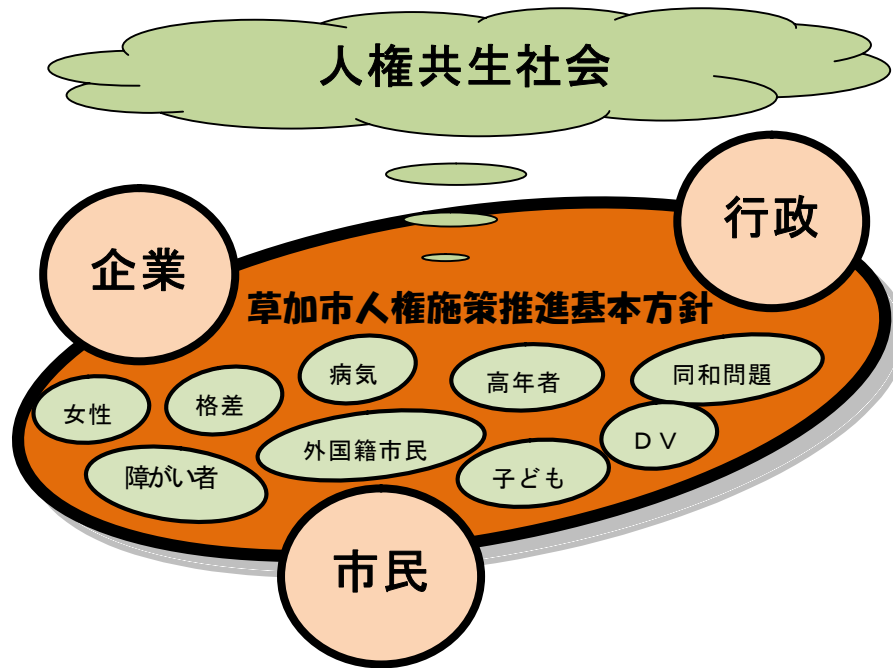 人権共生社会
行政
企業
草加市人権施策推進基本方針
病気
高年者
同和問題
女性
格差
外国籍市民
DV
障がい者
子ども
市民